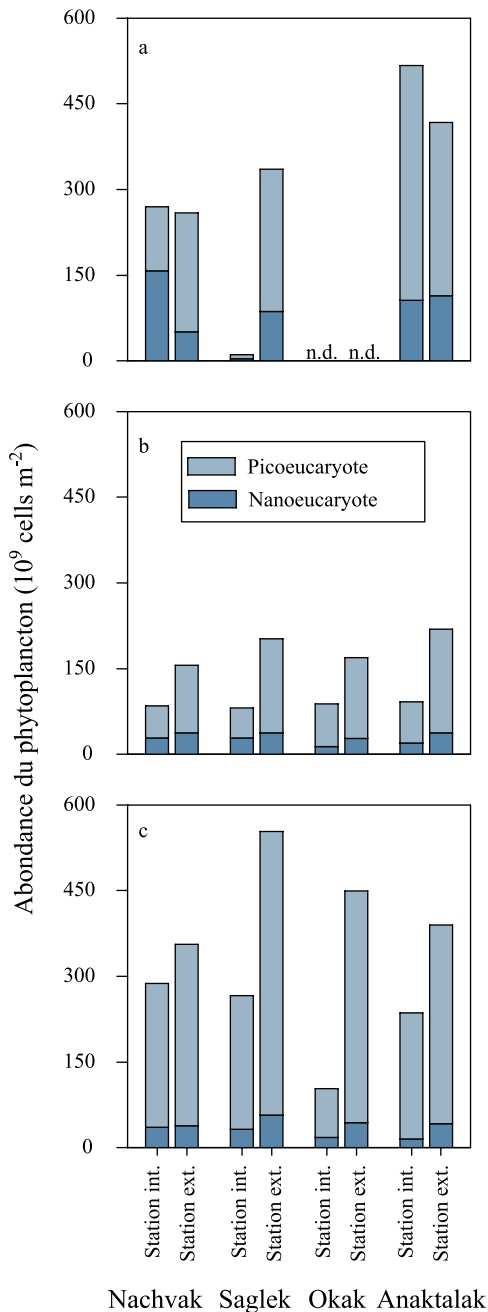 Abondance du phytoplancton (10⁹ cells m⁻²)
600
a
450
300
150
0
n.d. n.d.
600
b
Picoeucaryote
450
Nanoeucaryote
300
150
0
600
c
450
300
150
0
Station int.
Station ext.
Station int.
Station ext.
Station int.
Station ext.
Station int.
Station ext.
Nachvak Saglek Okak Anaktalak